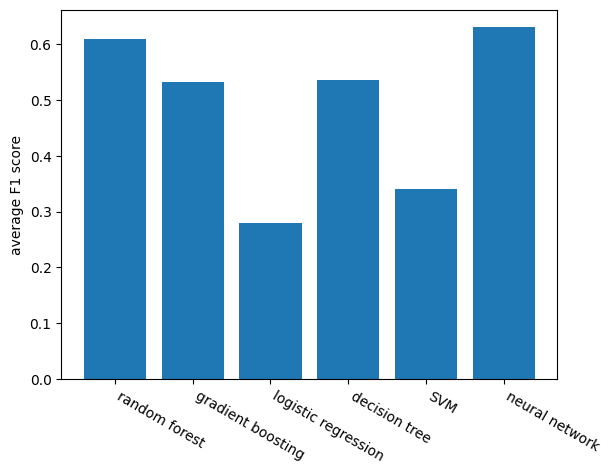 average F1 score
0.6
0.5
0.4
0.3
0.2
0.1
0.0
random forest
gradient boosting
logistic regression
decision tree
SVM
neural network